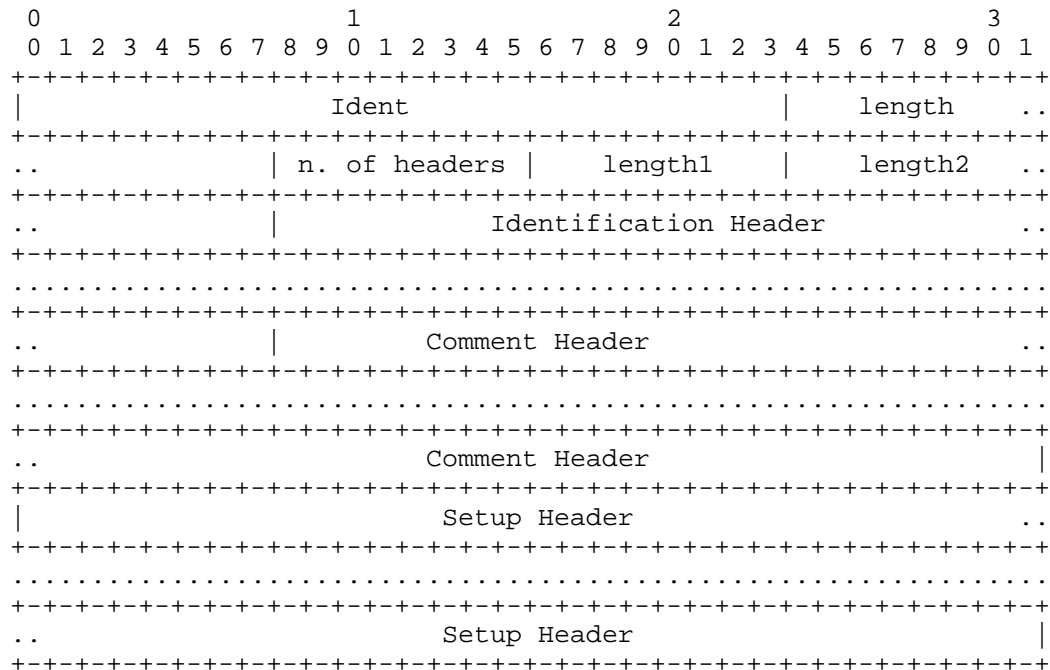 0                   1                   2                   3
 0 1 2 3 4 5 6 7 8 9 0 1 2 3 4 5 6 7 8 9 0 1 2 3 4 5 6 7 8 9 0 1
+-+-+-+-+-+-+-+-+-+-+-+-+-+-+-+-+-+-+-+-+-+-+-+-+-+-+-+-+-+-+-+-+
|                   Ident                       |    length    ..
+-+-+-+-+-+-+-+-+-+-+-+-+-+-+-+-+-+-+-+-+-+-+-+-+-+-+-+-+-+-+-+-+
..              | n. of headers |    length1    |    length2   ..
+-+-+-+-+-+-+-+-+-+-+-+-+-+-+-+-+-+-+-+-+-+-+-+-+-+-+-+-+-+-+-+-+
..              |             Identification Header            ..
+-+-+-+-+-+-+-+-+-+-+-+-+-+-+-+-+-+-+-+-+-+-+-+-+-+-+-+-+-+-+-+-+
.................................................................
+-+-+-+-+-+-+-+-+-+-+-+-+-+-+-+-+-+-+-+-+-+-+-+-+-+-+-+-+-+-+-+-+
..              |         Comment Header                       ..
+-+-+-+-+-+-+-+-+-+-+-+-+-+-+-+-+-+-+-+-+-+-+-+-+-+-+-+-+-+-+-+-+
.................................................................
+-+-+-+-+-+-+-+-+-+-+-+-+-+-+-+-+-+-+-+-+-+-+-+-+-+-+-+-+-+-+-+-+
..                        Comment Header                        |
+-+-+-+-+-+-+-+-+-+-+-+-+-+-+-+-+-+-+-+-+-+-+-+-+-+-+-+-+-+-+-+-+
|                          Setup Header                        ..
+-+-+-+-+-+-+-+-+-+-+-+-+-+-+-+-+-+-+-+-+-+-+-+-+-+-+-+-+-+-+-+-+
.................................................................
+-+-+-+-+-+-+-+-+-+-+-+-+-+-+-+-+-+-+-+-+-+-+-+-+-+-+-+-+-+-+-+-+
..                         Setup Header                         |
+-+-+-+-+-+-+-+-+-+-+-+-+-+-+-+-+-+-+-+-+-+-+-+-+-+-+-+-+-+-+-+-+